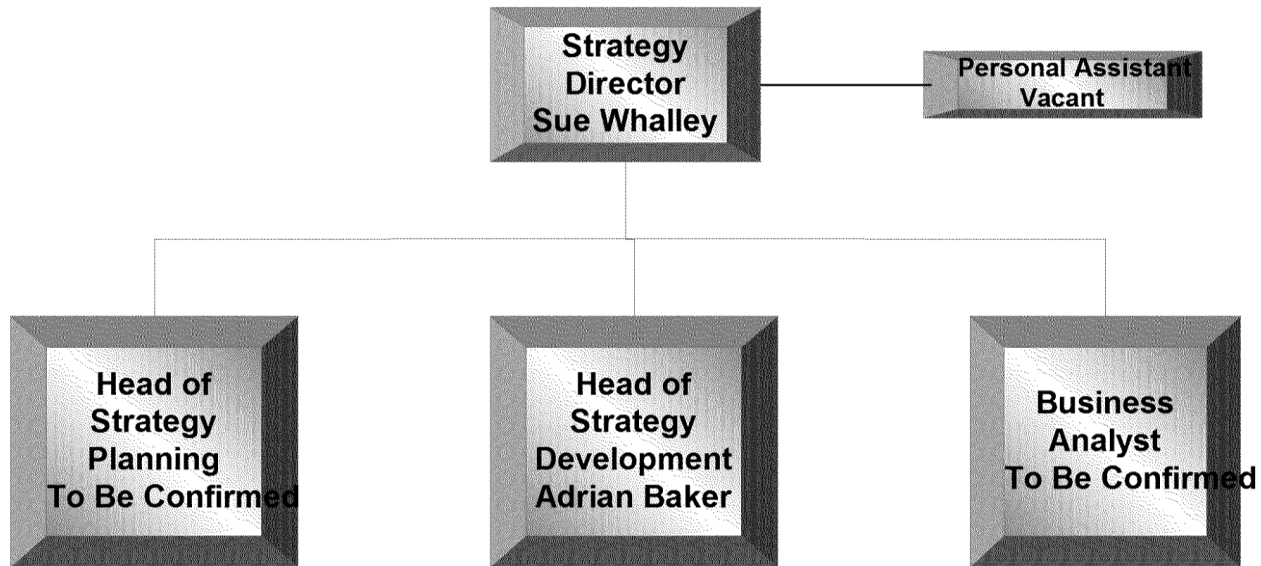 Strategy
Director
Sue Whalley
Personal Assistant
Vacant
Head of
Strategy
Planning
To Be Confirmed
Head of
Strategy
Development
Adrian Baker
Business
Analyst
To Be Confirmed